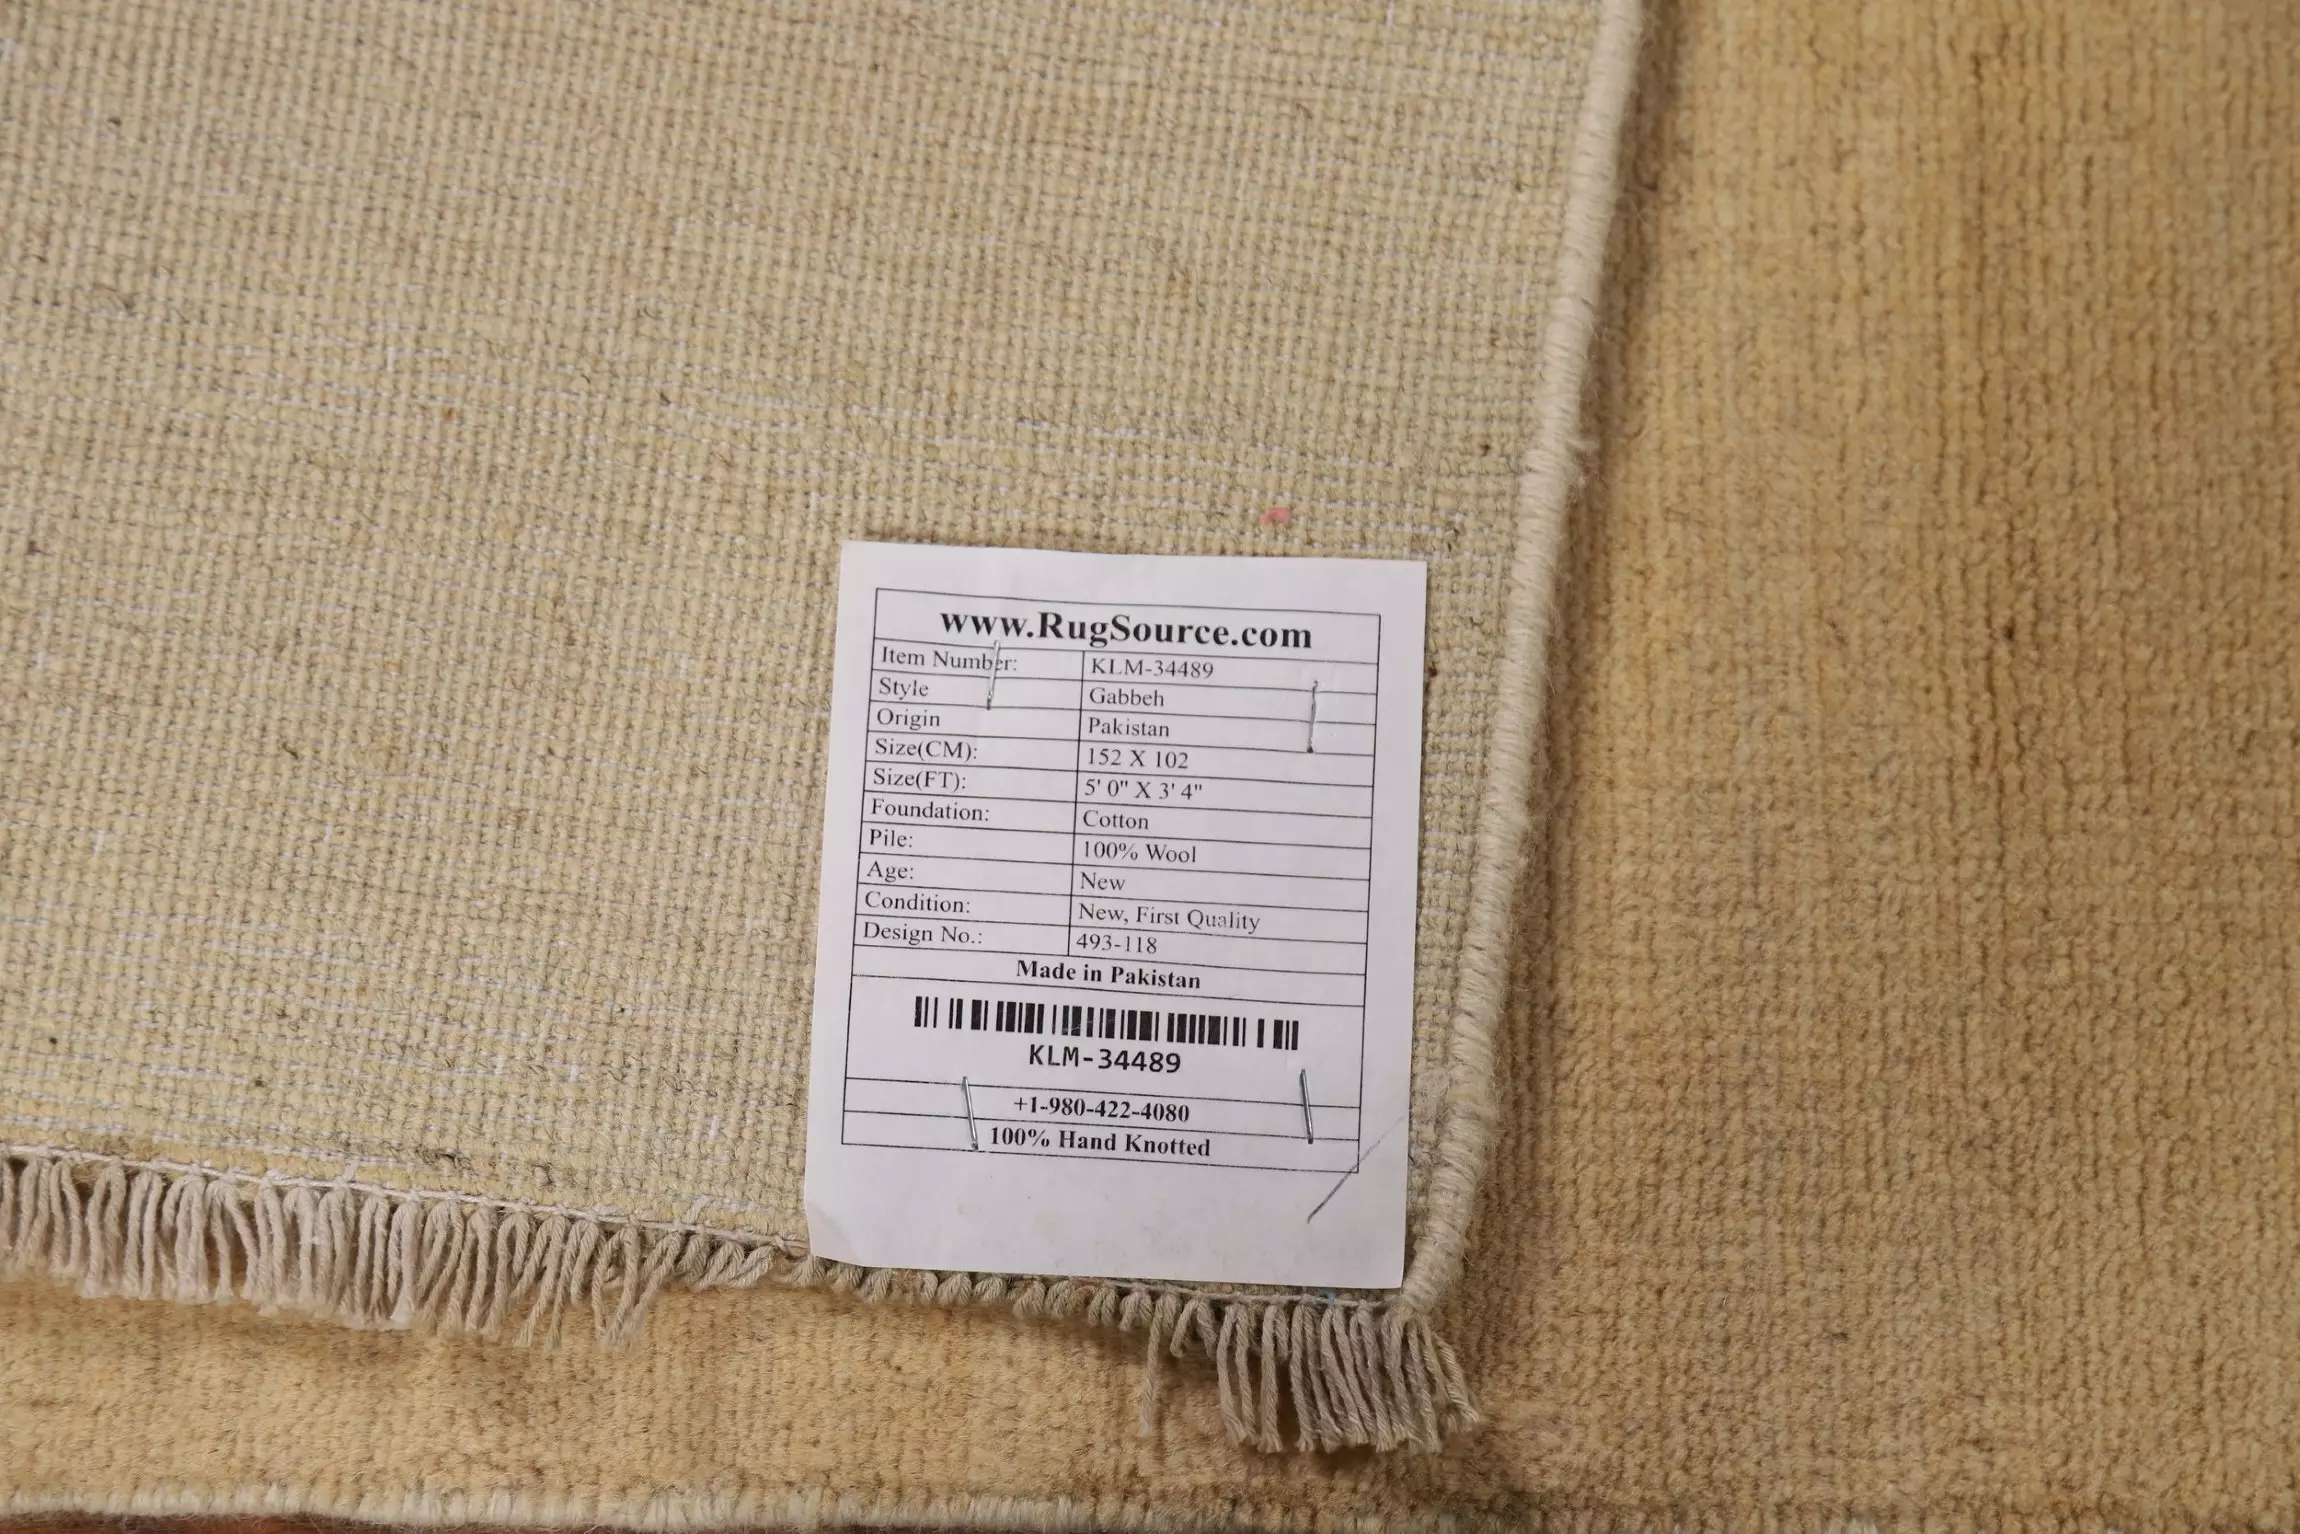 www.RugSource.com
Item Number: KLM-34489
Style Gabbeh
Origin Pakistan
Size(CM): 152 X 102
Size(FT): 5' 0" X 3' 4"
Foundation: Cotton
Pile: 100% Wool
Age: New
Condition: New, First Quality
Design No.: 493-118
Made in Pakistan
KLM-34489
+1-980-422-4080
100% Hand Knotted